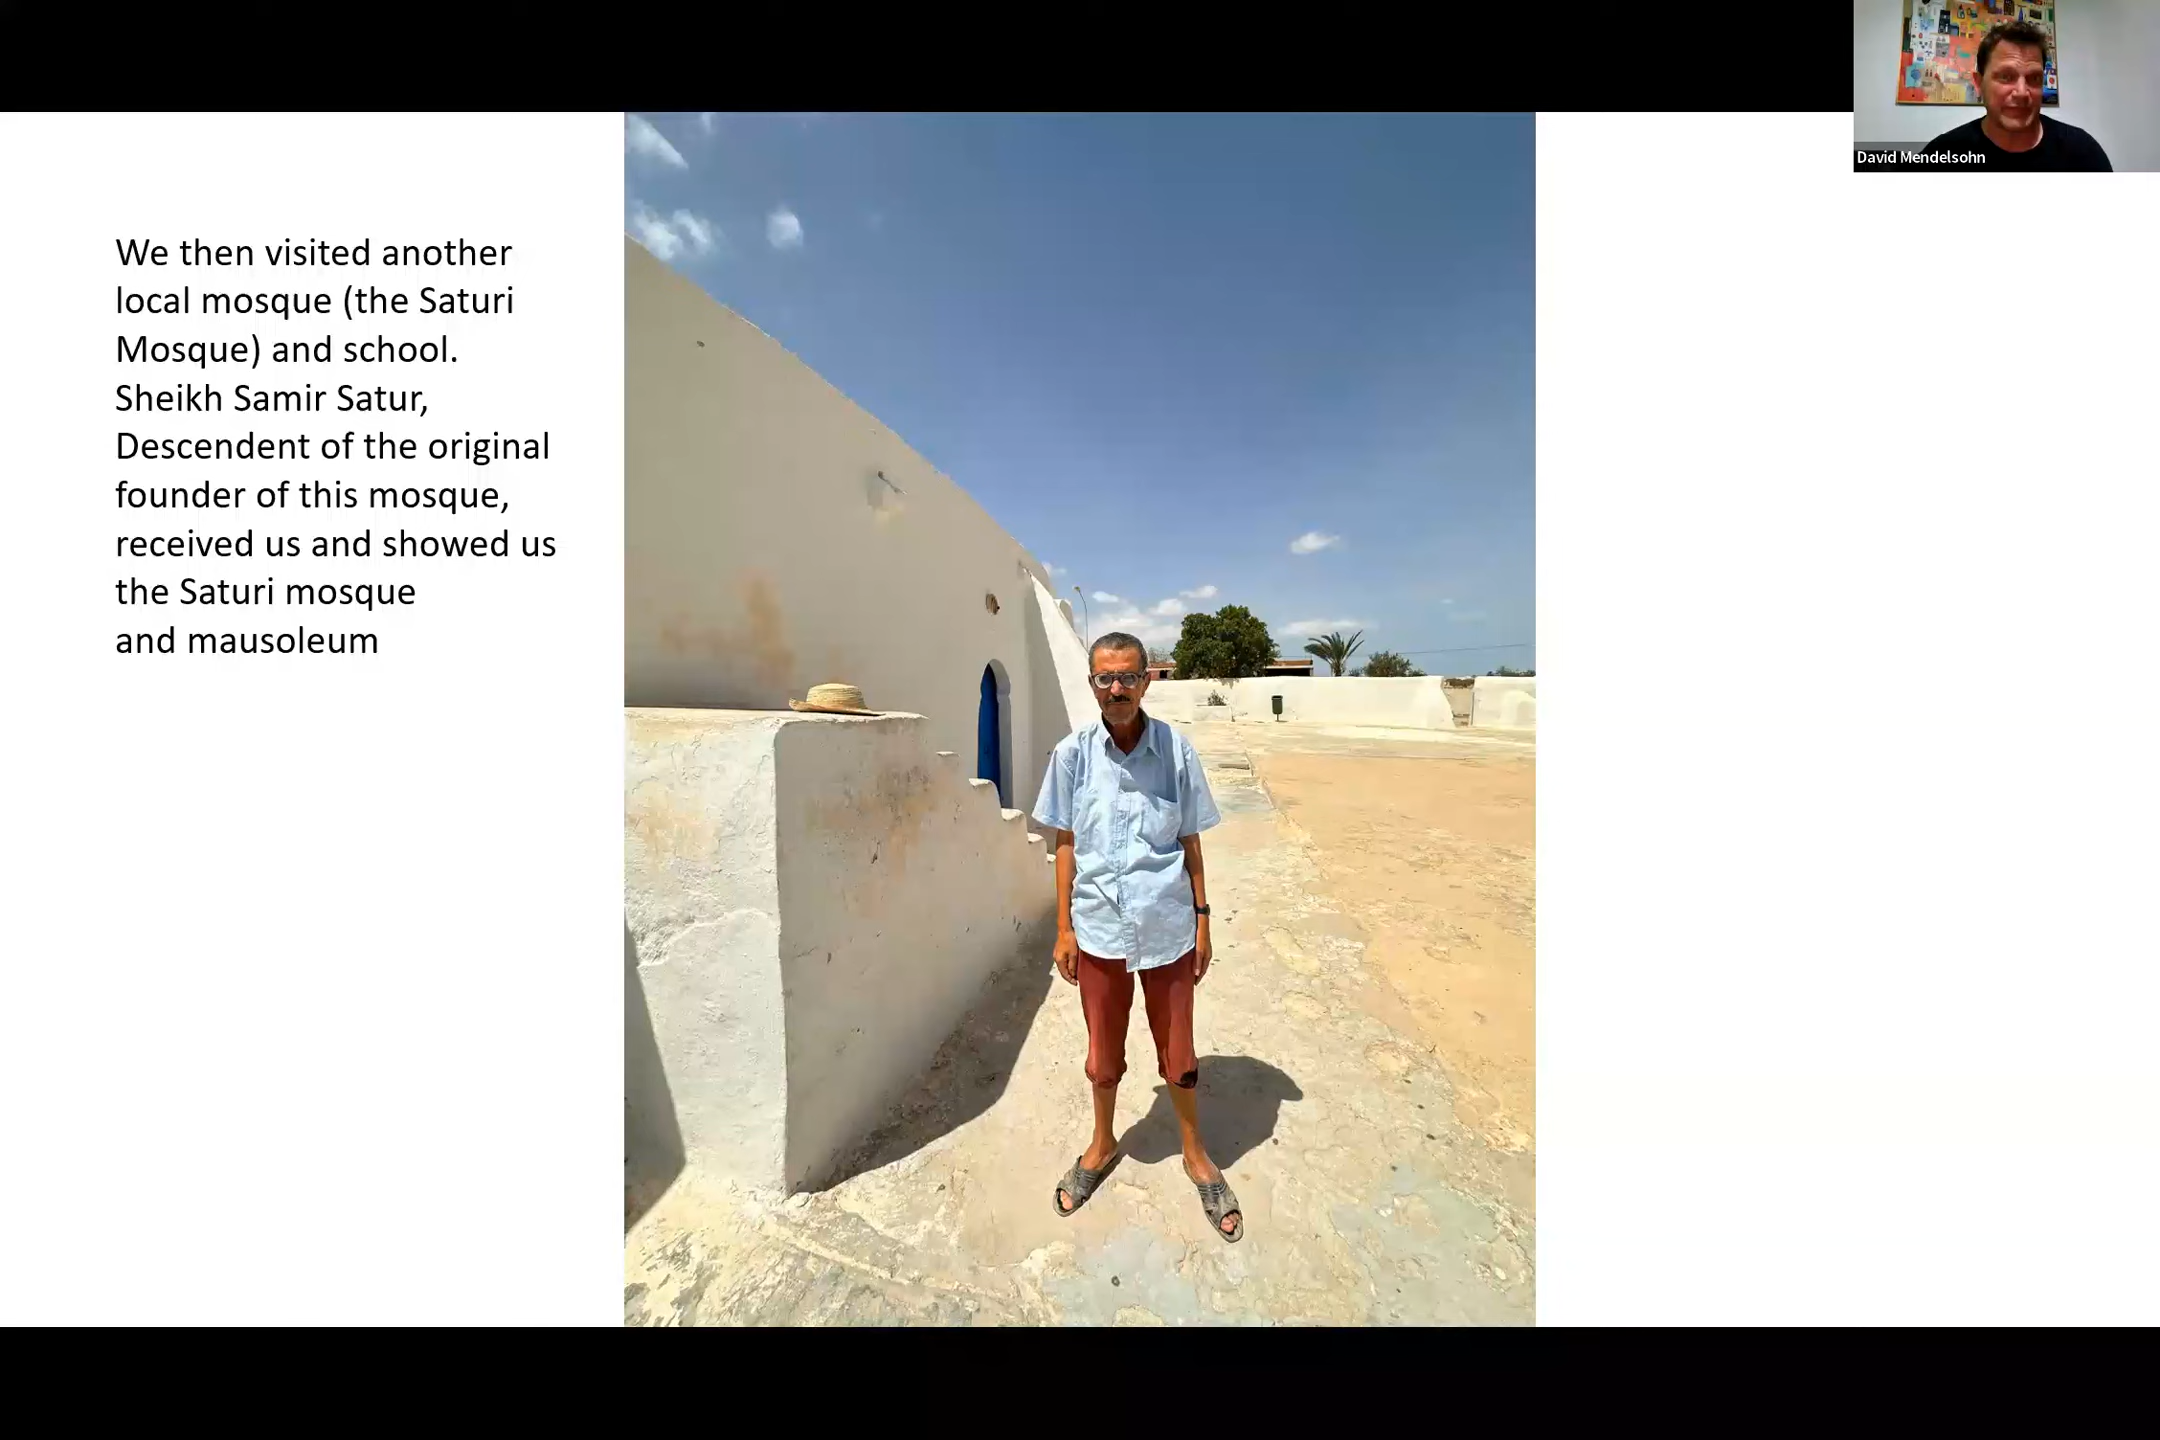 We then visited another
local mosque (the Saturi
Mosque) and school.
Sheikh Samir Satur,
Descendent of the original
founder of this mosque,
received us and showed us
the Saturi mosque
and mausoleum
David Mendelsohn